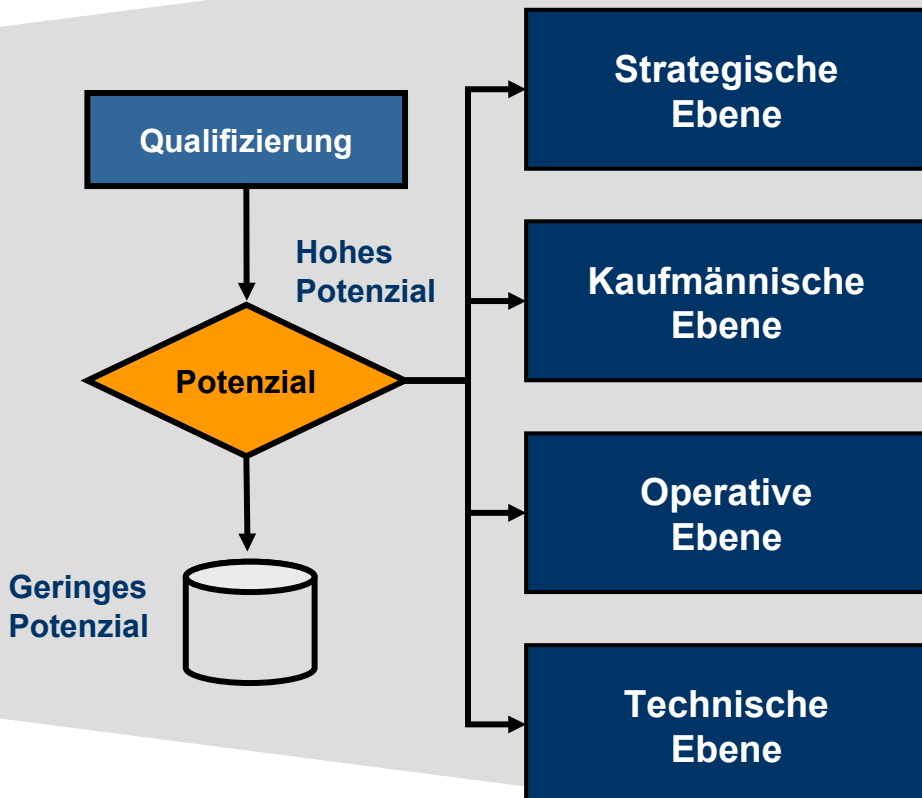 Qualifizierung
Hohes
Potenzial
Potenzial
Geringes
Potenzial
Strategische
Ebene
Kaufmännische
Ebene
Operative
Ebene
Technische
Ebene